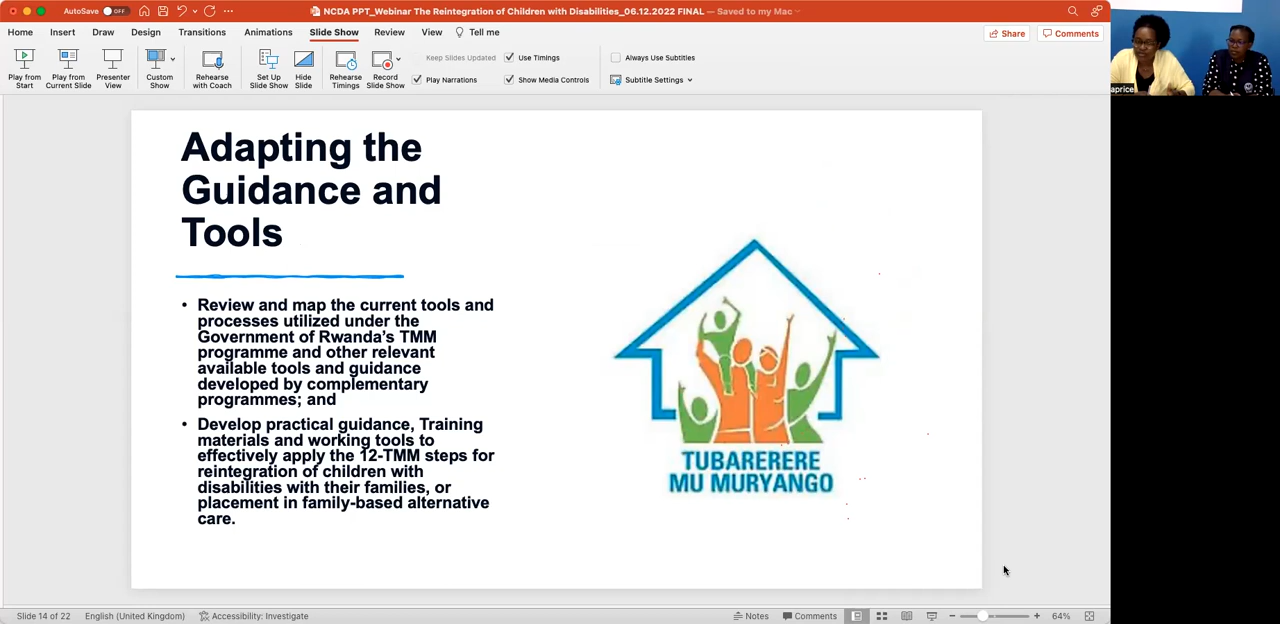 AutoSave OFF
NCDA PPT_Webinar The Reintegration of Children with Disabilities_06.12.2022 FINAL — Saved to my Mac
Home Insert Draw Design Transitions Animations Slide Show Review View Tell me
Share Comments
Play from Start
Play from Current Slide
Presenter View
Custom Show
Rehearse with Coach
Set Up Slide Show
Hide Slide
Rehearse Timings
Record Slide Show
Keep Slides Updated
Play Narrations
Use Timings
Show Media Controls
Always Use Subtitles
Subtitle Settings
aprice
Adapting the
Guidance and
Tools
• Review and map the current tools and
processes utilized under the
Government of Rwanda’s TMM
programme and other relevant
available tools and guidance
developed by complementary
programmes; and
• Develop practical guidance, Training
materials and working tools to
effectively apply the 12-TMM steps for
reintegration of children with
disabilities with their families, or
placement in family-based alternative
care.
TUBARERERE
MU MURYANGO
Slide 14 of 22 English (United Kingdom) Accessibility: Investigate
Notes Comments 64%